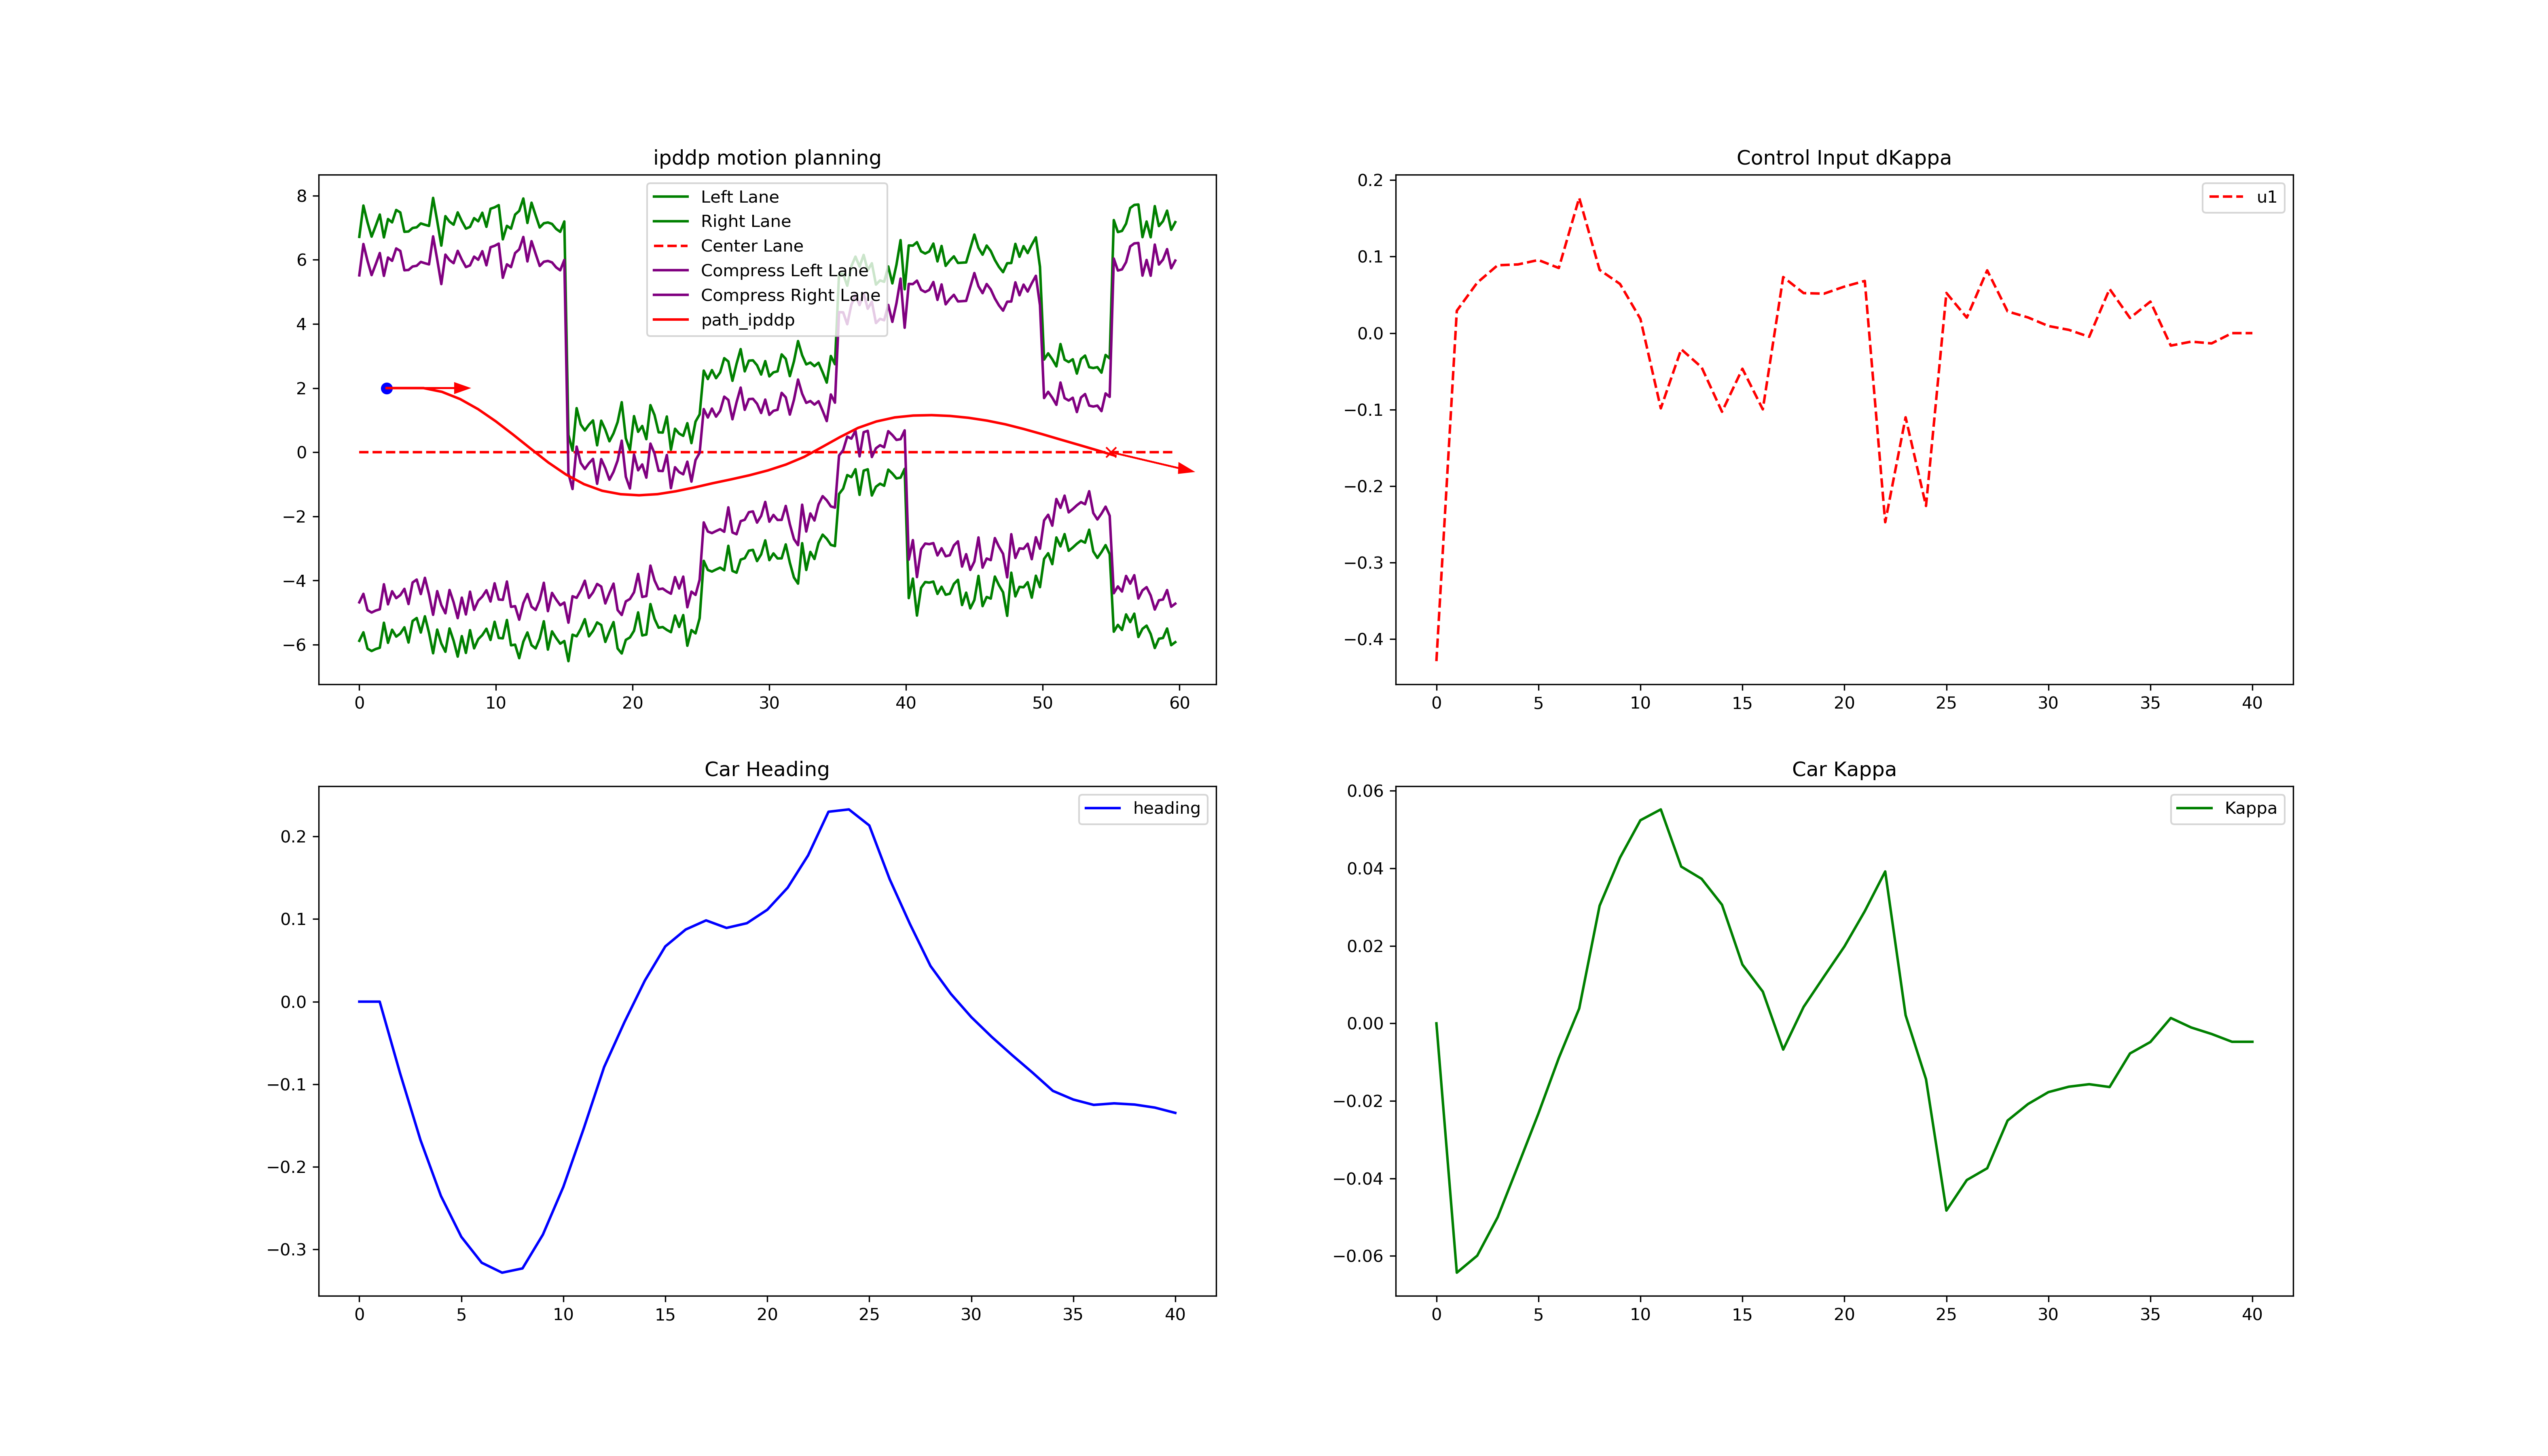 ipddp motion planning
8
6
4
2
0
−2
−4
−6
Left Lane
Right Lane
Center Lane
Compress Left Lane
Compress Right Lane
path_ipddp
0 10 20 30 40 50 60
Control Input dKappa
0.2
0.1
0.0
−0.1
−0.2
−0.3
−0.4
u1
0 5 10 15 20 25 30 35 40
Car Heading
0.2
0.1
0.0
−0.1
−0.2
−0.3
heading
0 5 10 15 20 25 30 35 40
Car Kappa
0.06
0.04
0.02
0.00
−0.02
−0.04
−0.06
Kappa
0 5 10 15 20 25 30 35 40